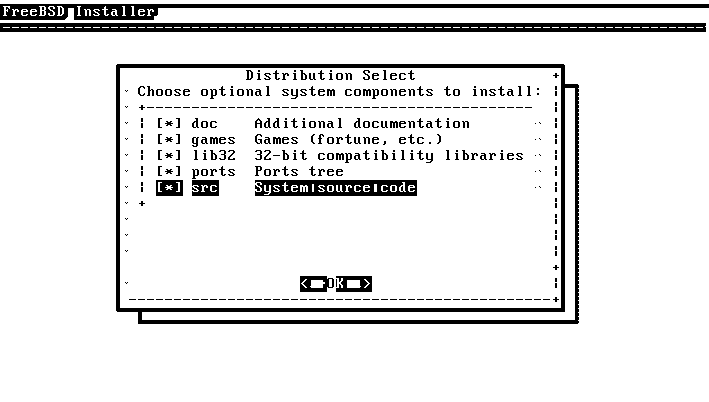 FreeBSD Installer
Distribution Select
Choose optional system components to install:
[*] doc Additional documentation
[*] games Games (fortune, etc.)
[*] lib32 32-bit compatibility libraries
[*] ports Ports tree
[*] src System source code
< OK >